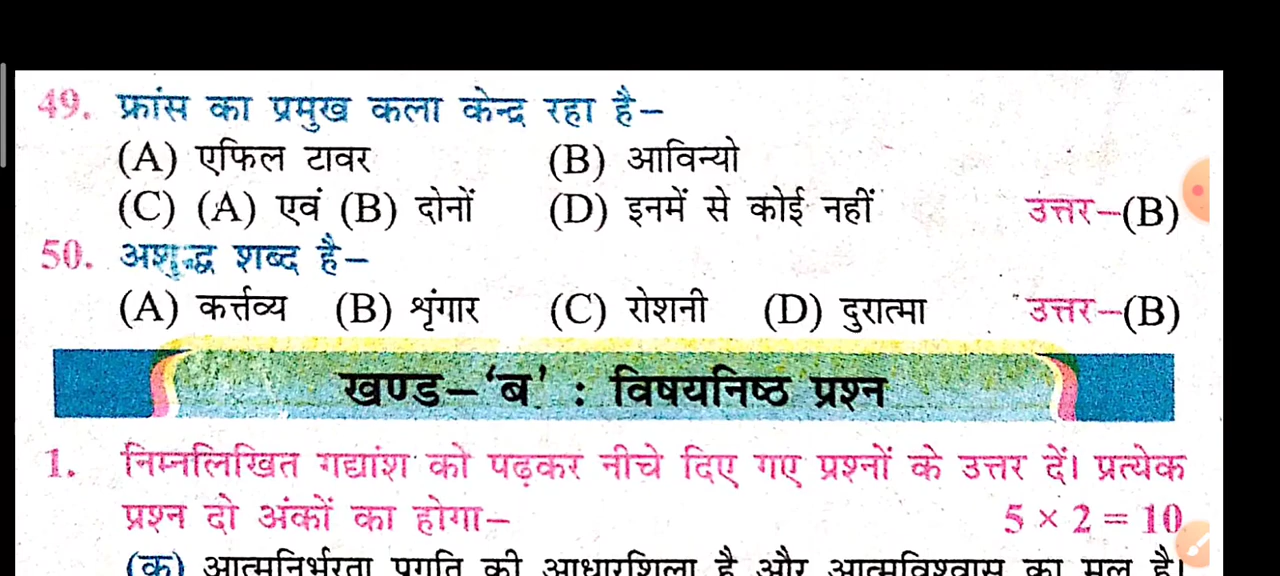 49. फ्रांस का प्रमुख कला केन्द्र रहा है–
(A) एफिल टावर (B) आविन्यो
(C) (A) एवं (B) दोनों (D) इनमें से कोई नहीं उत्तर–(B)
50. अशुद्ध शब्द है–
(A) कर्त्तव्य (B) शृंगार (C) रोशनी (D) दुरात्मा उत्तर–(B)
खण्ड–‘ब’ : विषयनिष्ठ प्रश्न
1. निम्नलिखित गद्यांश को पढ़कर नीचे दिए गए प्रश्नों के उत्तर दें। प्रत्येक
प्रश्न दो अंकों का होगा– 5 × 2 = 10
(क) आत्मनिर्भरता प्रगति की आधारशिला है और आत्मविश्वास का मूल है।